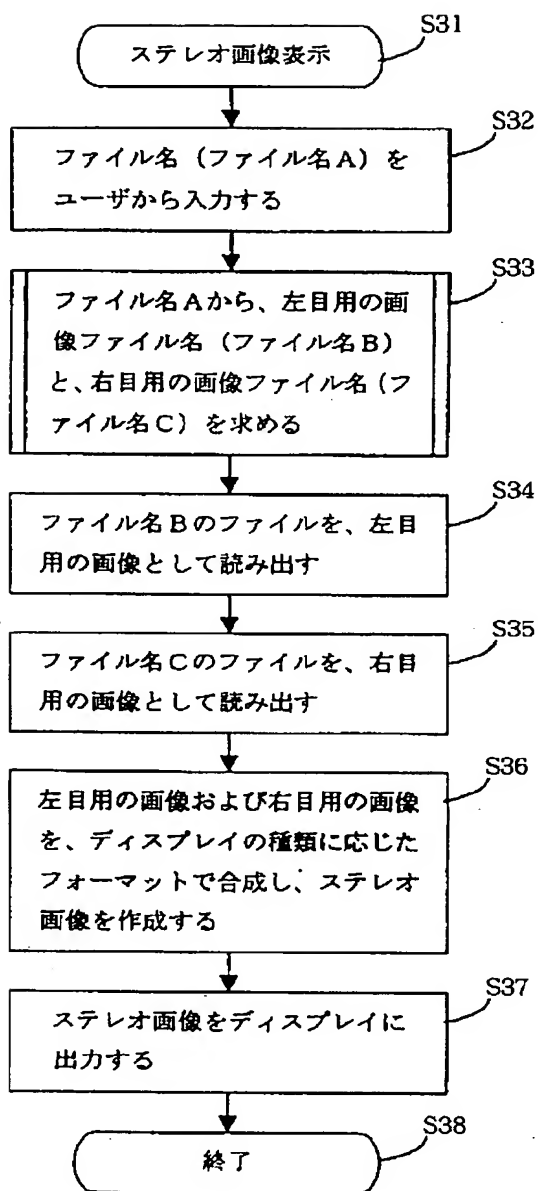 S31
ステレオ画像表示
S32
ファイル名（ファイル名A）を
ユーザから入力する
S33
ファイル名Aから、左目用の画
像ファイル名（ファイル名B）
と、右目用の画像ファイル名（フ
ァイル名C）を求める
S34
ファイル名Bのファイルを、左目
用の画像として読み出す
S35
ファイル名Cのファイルを、右目
用の画像として読み出す
S36
左目用の画像および右目用の画像
を、ディスプレイの種類に応じた
フォーマットで合成し、ステレオ
画像を作成する
S37
ステレオ画像をディスプレイに
出力する
S38
終了